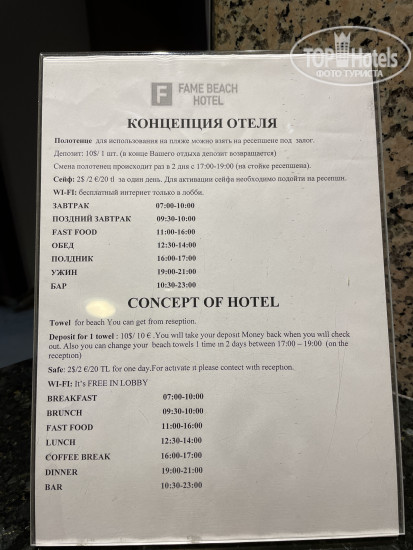 TOPHotels
ФОТО ТУРИСТА
F FAME BEACH
HOTEL
КОНЦЕПЦИЯ ОТЕЛЯ
Полотенце для использования на пляже можно взять на ресепшене под залог.
Депозит: 10$/ 1 шт. (в конце Вашего отдыха депозит возвращается)
Смена полотенец происходит раз в 2 дня с 17:00-19:00 (на стойке ресепшена).
Сейф: 2$ /2 €/20 tl за один день. Для активации сейфа необходимо подойти на ресепшн.
WI-FI: бесплатный интернет только в лобби.
ЗАВТРАК 07:00-10:00
ПОЗДНИЙ ЗАВТРАК 09:30-10:00
FAST FOOD 11:00-16:00
ОБЕД 12:30-14:00
ПОЛДНИК 16:00-17:00
УЖИН 19:00-21:00
БАР 10:30-23:00
CONCEPT OF HOTEL
Towel for beach You can get from reseption.
Deposit for 1 towel : 10$/ 10 € .You will take your deposit Money back when you will check
out. Also you can change your beach towels 1 time in 2 days between 17:00 – 19:00 (on the
reception)
Safe: 2$/2 €/20 TL for one day.For activate it please contect with reception.
WI-FI: It's FREE IN LOBBY
BREAKFAST 07:00-10:00
BRUNCH 09:30-10:00
FAST FOOD 11:00-16:00
LUNCH 12:30-14:00
COFFEE BREAK 16:00-17:00
DINNER 19:00-21:00
BAR 10:30-23:00